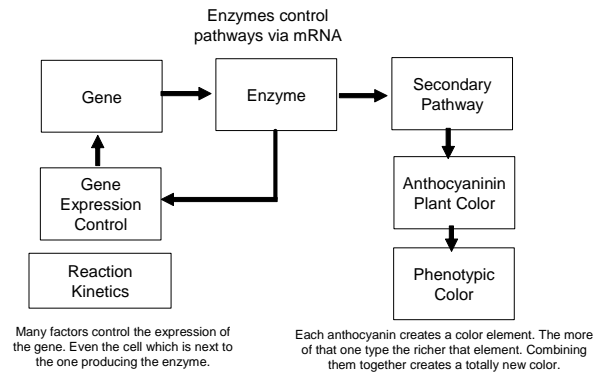 Enzymes control
pathways via mRNA
Gene
Enzyme
Secondary
Pathway
Gene
Expression
Control
Anthocyaninin
Plant Color
Reaction
Kinetics
Phenotypic
Color
Many factors control the expression of
the gene. Even the cell which is next to
the one producing the enzyme.
Each anthocyanin creates a color element. The more
of that one type the richer that element. Combining
them together creates a totally new color.